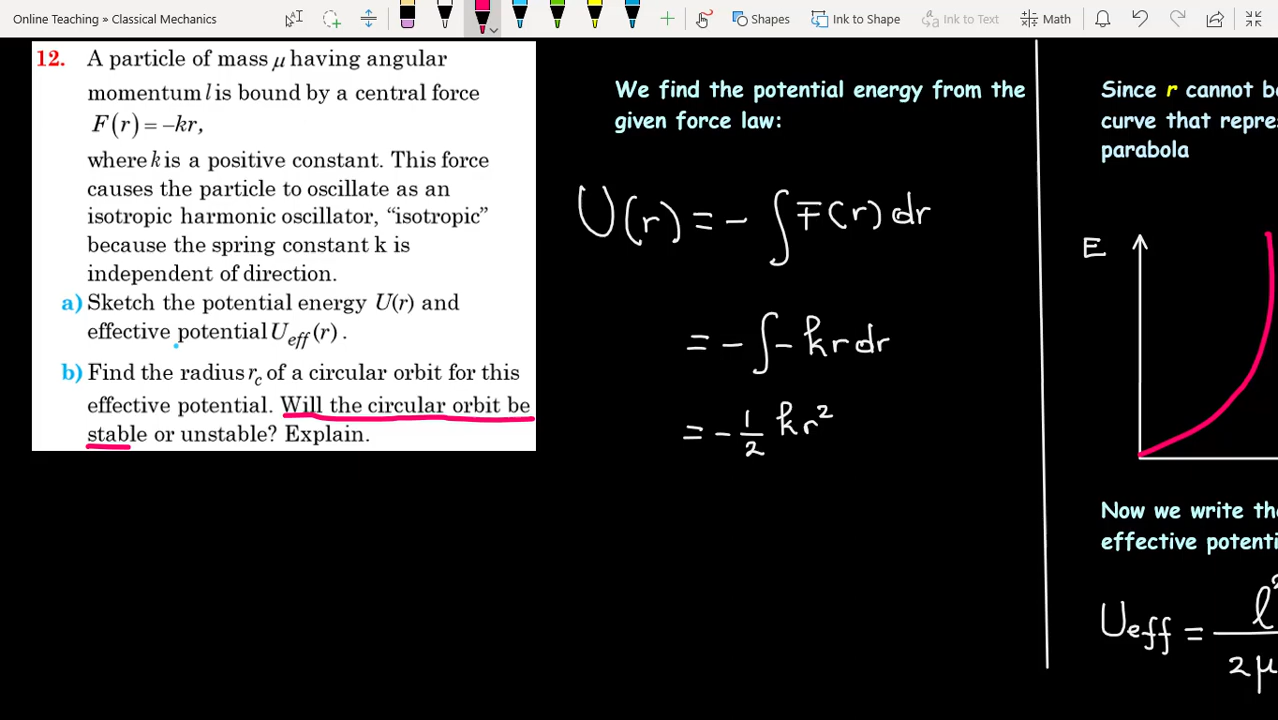 Online Teaching » Classical Mechanics
Shapes
Ink to Shape
Ink to Text
Math
12. A particle of mass μ having angular
momentum l is bound by a central force
F(r) = −kr,
where k is a positive constant. This force
causes the particle to oscillate as an
isotropic harmonic oscillator, “isotropic”
because the spring constant k is
independent of direction.
a) Sketch the potential energy U(r) and
effective potential U_eff (r) .
b) Find the radius r_c of a circular orbit for this
effective potential. Will the circular orbit be
stable or unstable? Explain.
We find the potential energy from the
given force law:
U(r) = - ∫ F(r) dr
= - ∫ - kr dr
= - 1/2 kr²
Since r cannot be
curve that repre
parabola
E
Now we write the
effective potenti
U_eff = l² / 2μ